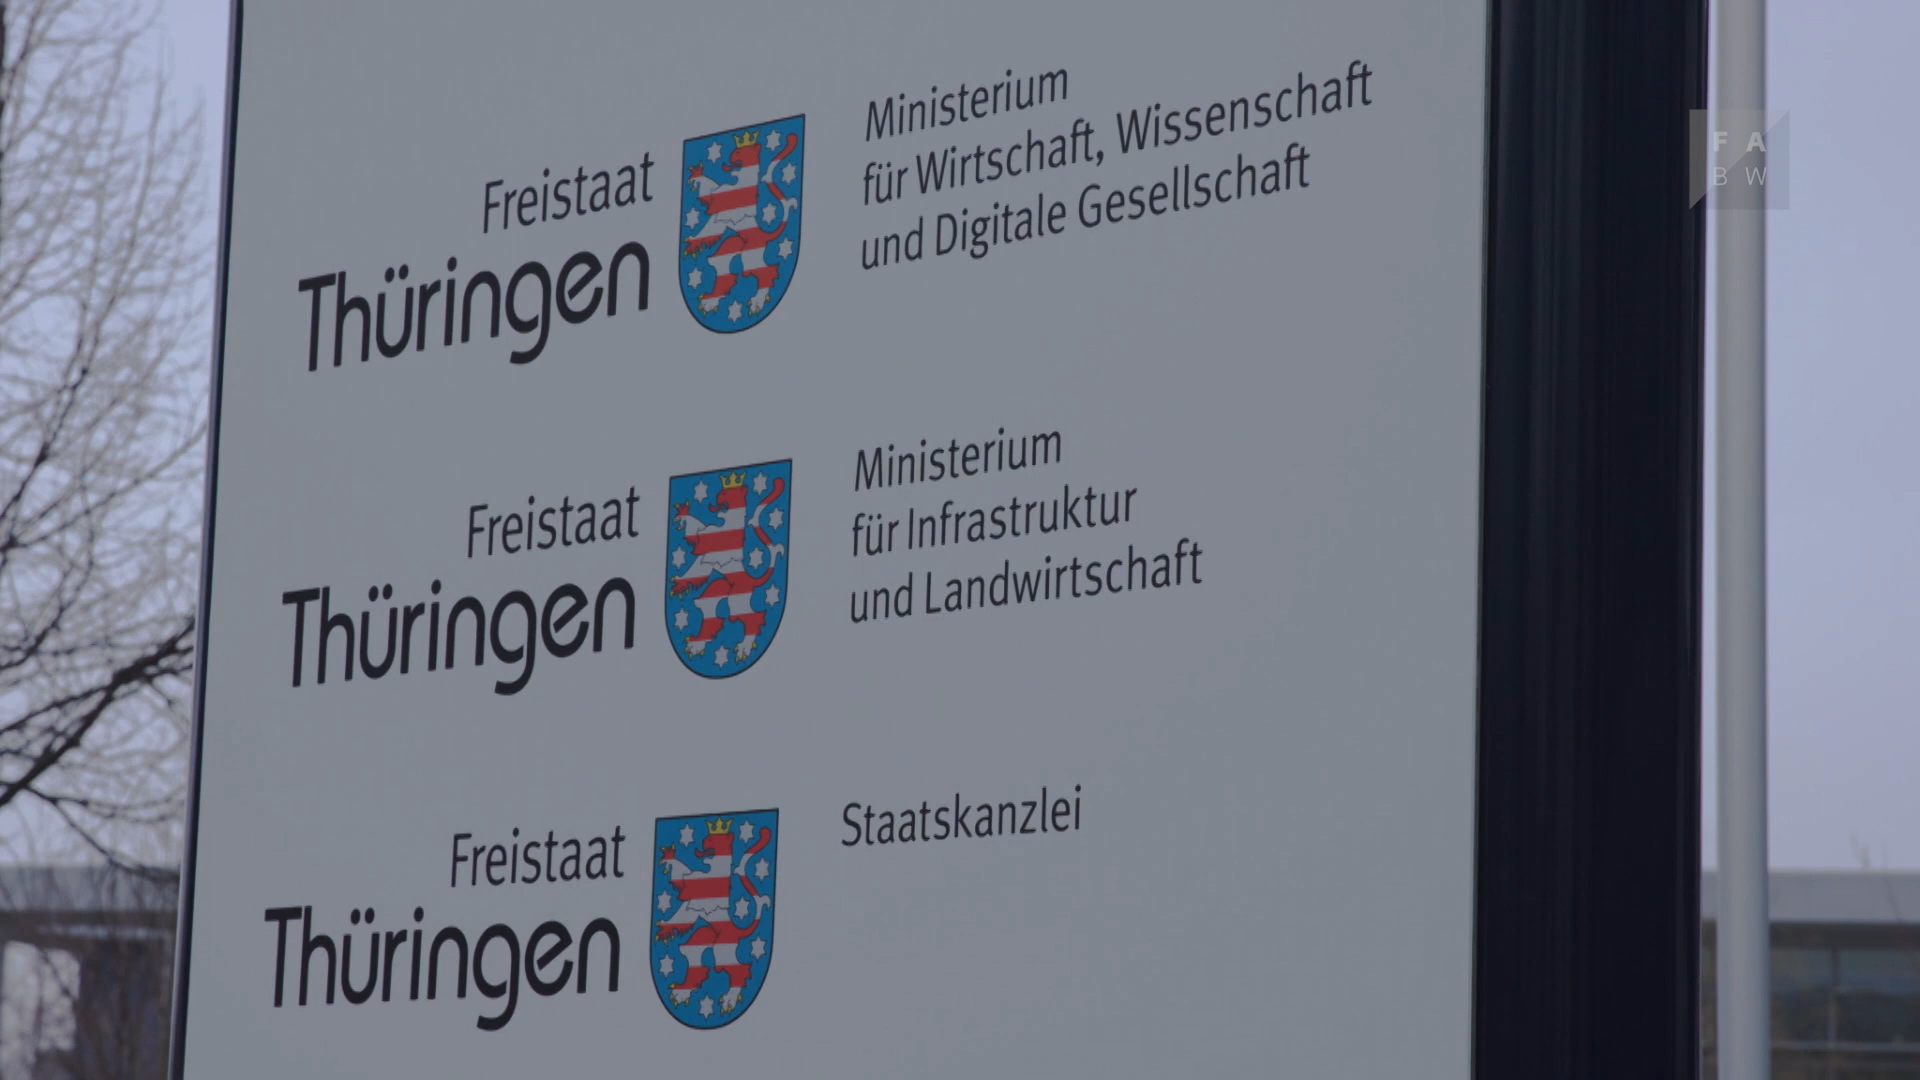 Freistaat
Thüringen
Ministerium
für Wirtschaft, Wissenschaft
und Digitale Gesellschaft
Freistaat
Thüringen
Ministerium
für Infrastruktur
und Landwirtschaft
Freistaat
Thüringen
Staatskanzlei
F A
B W